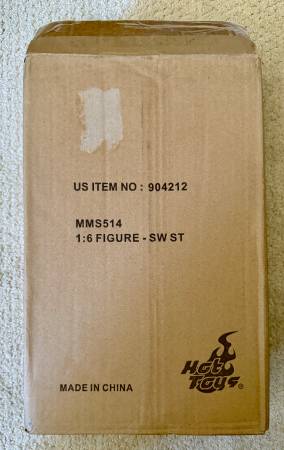 US ITEM NO : 904212
MMS514
1:6 FIGURE - SW ST
Hot
Toys®
MADE IN CHINA